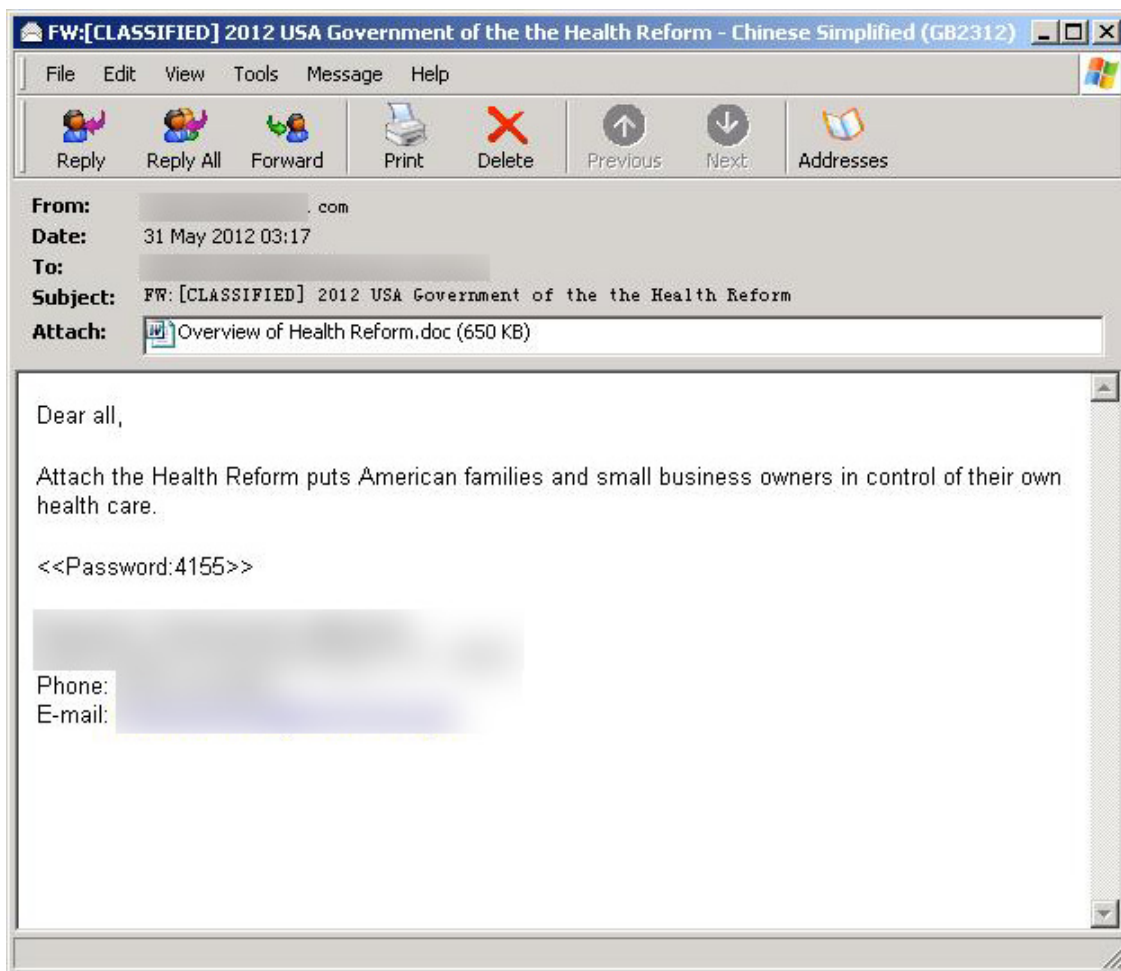 FW:[CLASSIFIED] 2012 USA Government of the the Health Reform - Chinese Simplified (GB2312)
File Edit View Tools Message Help
Reply Reply All Forward Print Delete Previous Next Addresses
From: . com
Date: 31 May 2012 03:17
To:
Subject: FW:[CLASSIFIED] 2012 USA Government of the the Health Reform
Attach: Overview of Health Reform.doc (650 KB)
Dear all,
Attach the Health Reform puts American families and small business owners in control of their own
health care.
<<Password:4155>>
Phone:
E-mail: